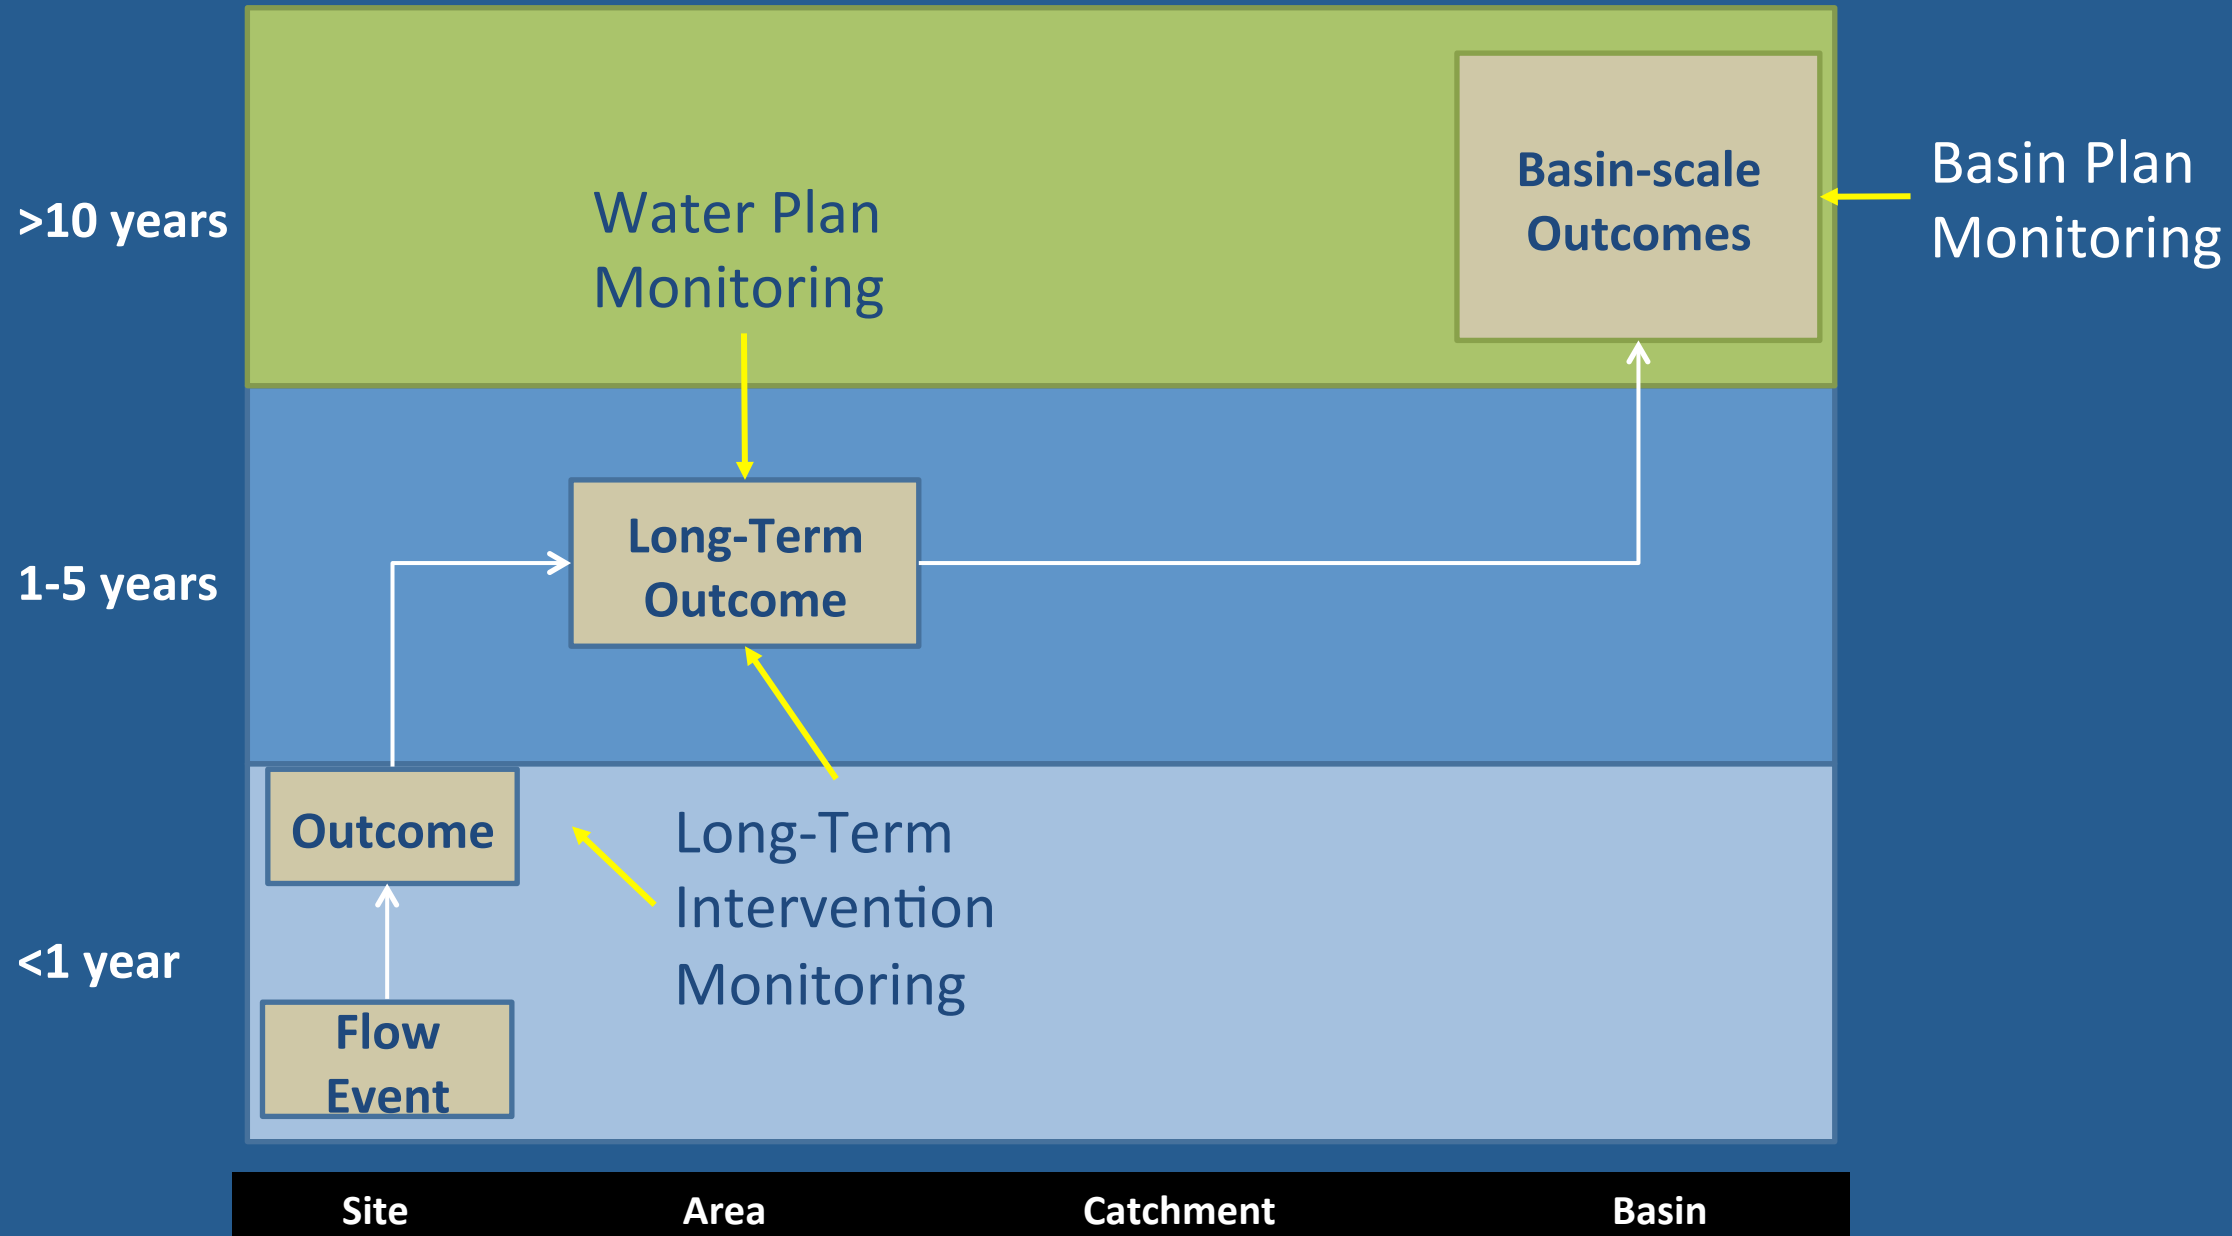 >10 years
Water Plan
Monitoring
Basin-scale
Outcomes
Basin Plan
Monitoring
1-5 years
Long-Term
Outcome
<1 year
Outcome
Long-Term
Intervention
Monitoring
Flow
Event
Site Area Catchment Basin